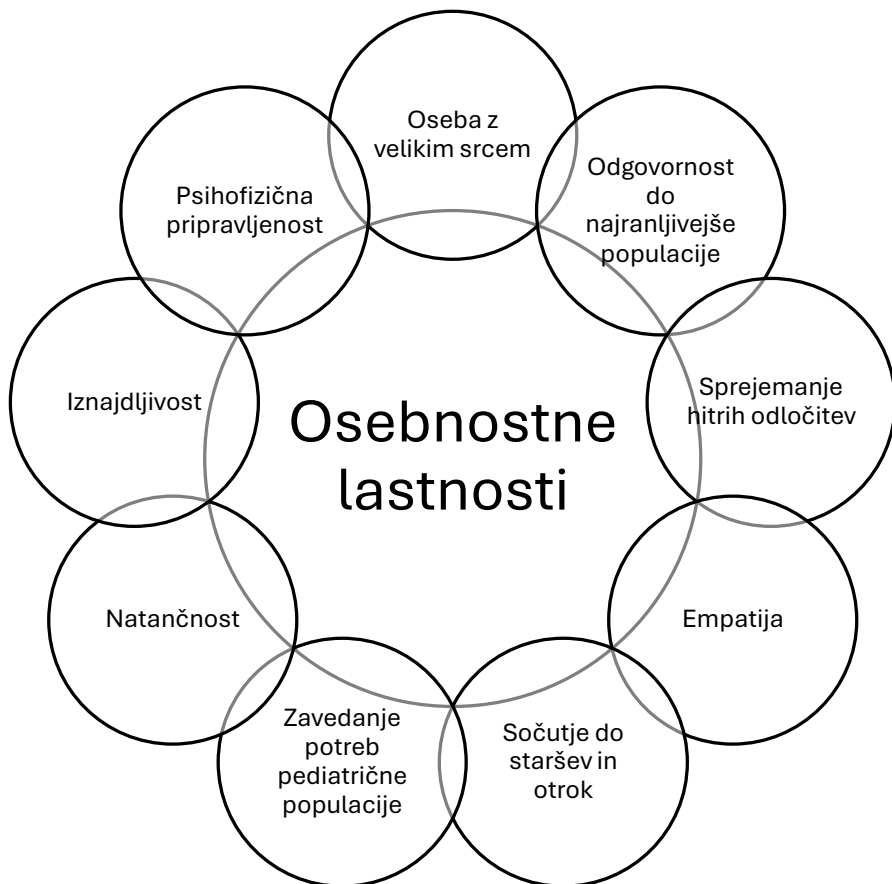 Oseba z
velikim srcem
Odgovornost
do
najranljivejše
populacije
Sprejemanje
hitrih odločitev
Empatija
Sočutje do
staršev in
otrok
Zavedanje
potreb
pediatrične
populacije
Natančnost
Iznajdljivost
Psihofizična
pripravljenost
Osebnostne
lastnosti